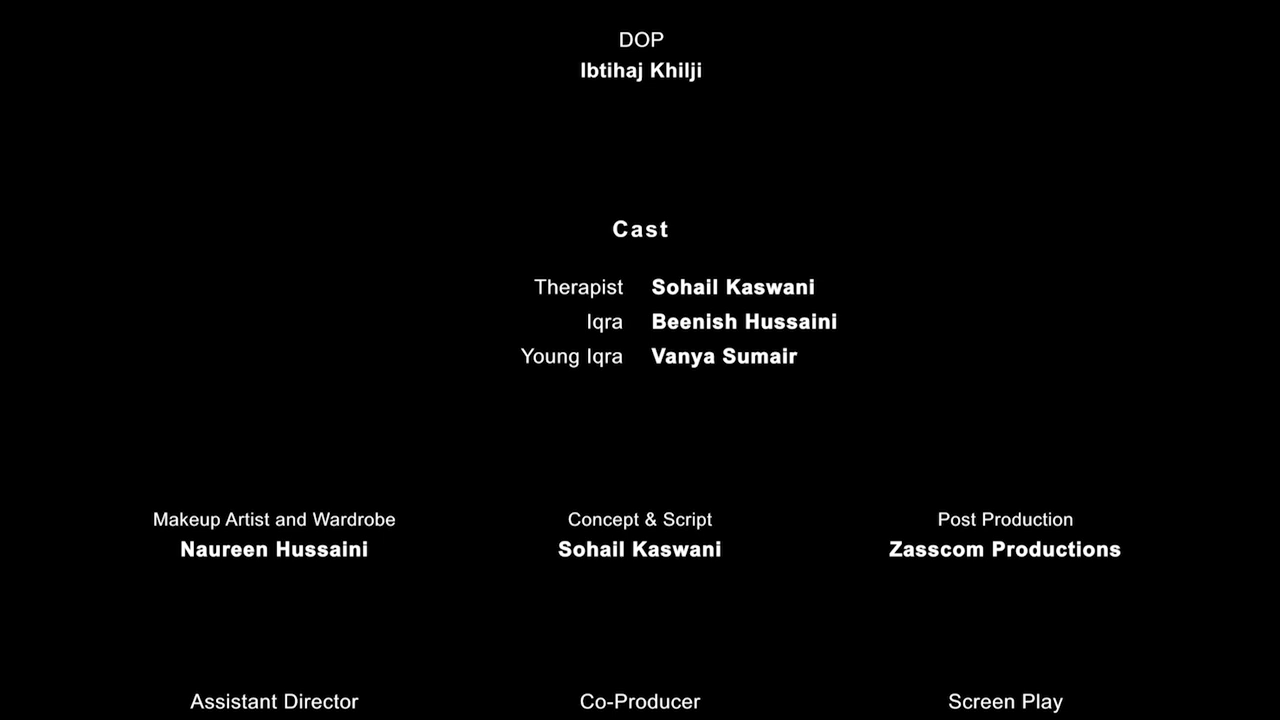 DOP
Ibtihaj Khilji
Cast
Therapist Sohail Kaswani
Iqra Beenish Hussaini
Young Iqra Vanya Sumair
Makeup Artist and Wardrobe Concept & Script Post Production
Naureen Hussaini Sohail Kaswani Zasscom Productions
Assistant Director Co-Producer Screen Play